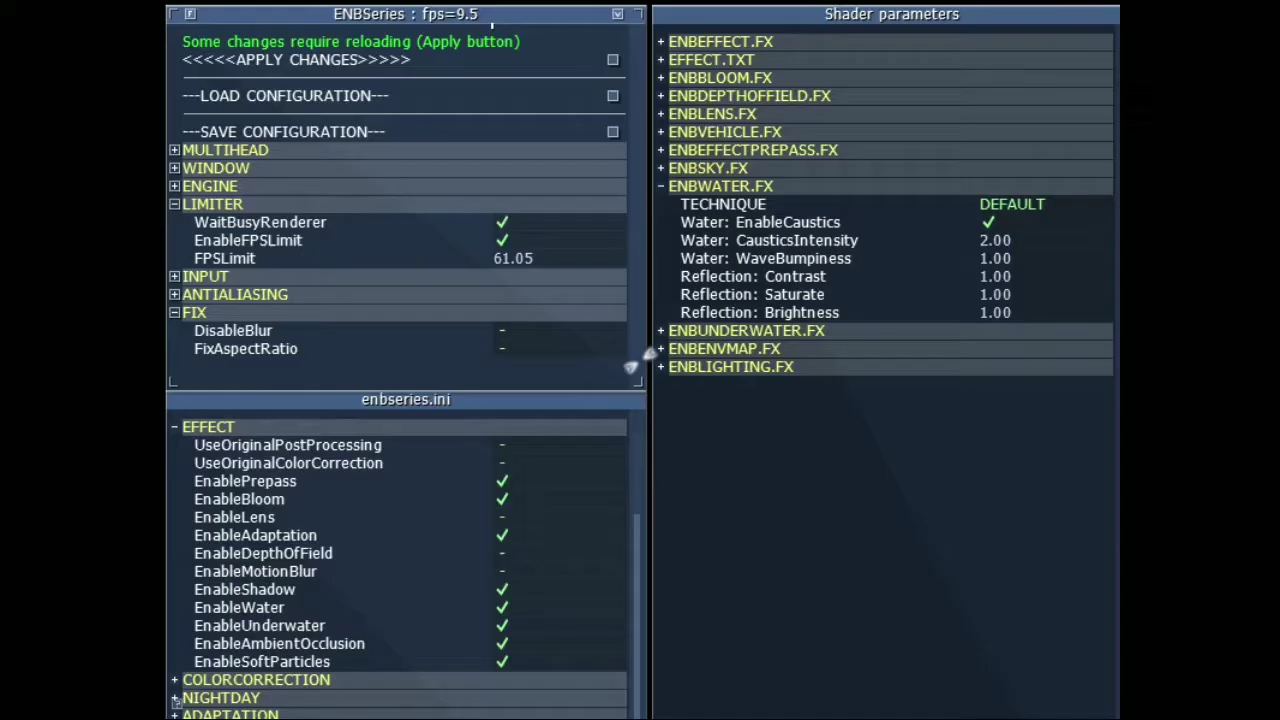 ENBSeries : fps=9.5
Some changes require reloading (Apply button)
<<<<<APPLY CHANGES>>>>>
---LOAD CONFIGURATION---
---SAVE CONFIGURATION---
MULTIHEAD
WINDOW
ENGINE
LIMITER
WaitBusyRenderer
EnableFPSLimit
FPSLimit 61.05
INPUT
ANTIALIASING
FIX
DisableBlur -
FixAspectRatio -
enbseries.ini
EFFECT
UseOriginalPostProcessing -
UseOriginalColorCorrection -
EnablePrepass
EnableBloom
EnableLens -
EnableAdaptation
EnableDepthOfField -
EnableMotionBlur -
EnableShadow
EnableWater
EnableUnderwater
EnableAmbientOcclusion
EnableSoftParticles
COLORCORRECTION
NIGHTDAY
ADAPTATION
Shader parameters
ENBEFFECT.FX
EFFECT.TXT
ENBBLOOM.FX
ENBDEPTHOFFIELD.FX
ENBLENS.FX
ENBVEHICLE.FX
ENBEFFECTPREPASS.FX
ENBSKY.FX
ENBWATER.FX
TECHNIQUE DEFAULT
Water: EnableCaustics
Water: CausticsIntensity 2.00
Water: WaveBumpiness 1.00
Reflection: Contrast 1.00
Reflection: Saturate 1.00
Reflection: Brightness 1.00
ENBUNDERWATER.FX
ENBENVMAP.FX
ENBLIGHTING.FX